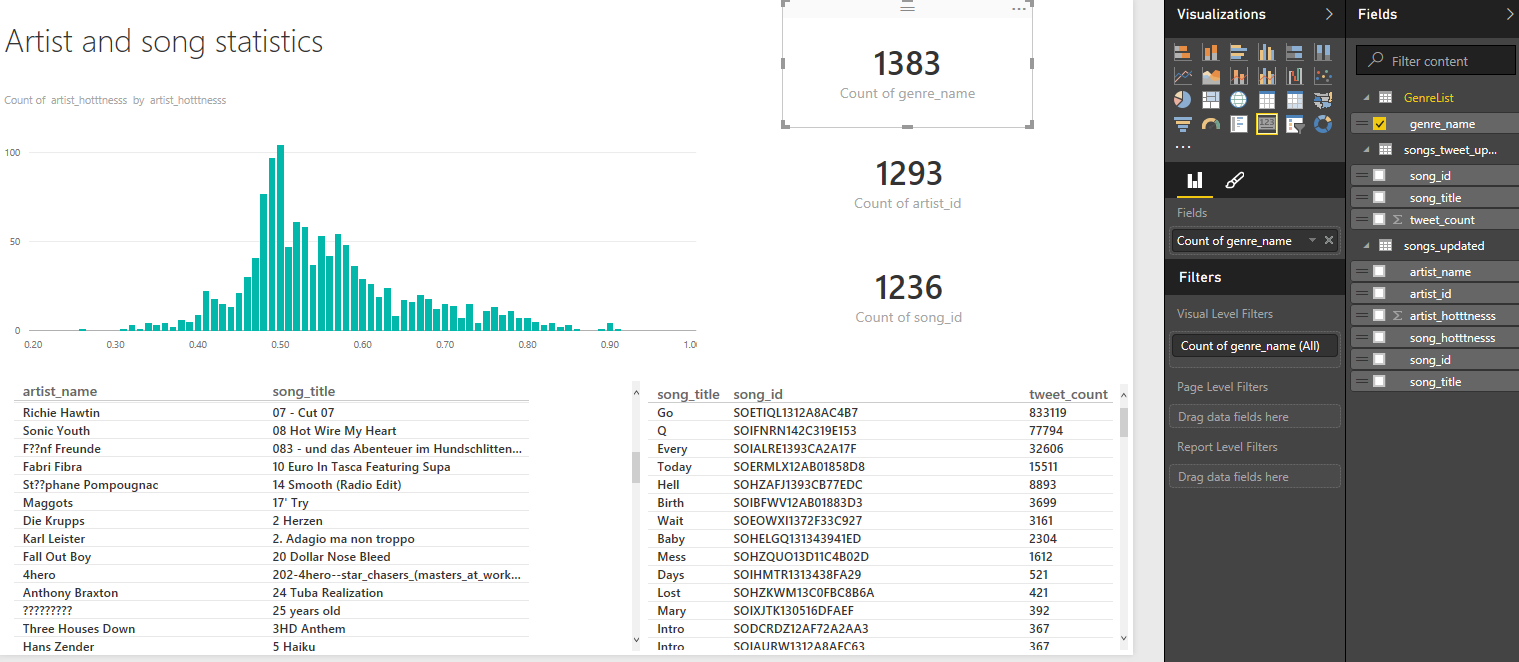 Artist and song statistics
Count of artist_hotttnesss by artist_hotttnesss
100
50
0
0.20 0.30 0.40 0.50 0.60 0.70 0.80 0.90
1383
Count of genre_name
1293
Count of artist_id
1236
Count of song_id
artist_name song_title
Richie Hawtin 07 - Cut 07
Sonic Youth 08 Hot Wire My Heart
F??nf Freunde 083 - und das Abenteuer im Hundschlitten...
Fabri Fibra 10 Euro In Tasca Featuring Supa
St??phane Pompougnac 14 Smooth (Radio Edit)
Maggots 17' Try
Die Krupps 2 Herzen
Karl Leister 2. Adagio ma non troppo
Fall Out Boy 20 Dollar Nose Bleed
4hero 202-4hero--star_chasers_(masters_at_work...
Anthony Braxton 24 Tuba Realization
????????? 25 years old
Three Houses Down 3HD Anthem
Hans Zender 5 Haiku
song_title song_id tweet_count
Go SOETIQL1312A8AC4B7 833119
Q SOIFNRN142C319E153 77794
Every SOIALRE1393CA2A17F 32606
Today SOERMLX12AB01858D8 15511
Hell SOHZAFJ1393CB77EDC 8893
Birth SOIBFWV12AB01883D3 3699
Wait SOEOWXI1372F33C927 3161
Baby SOHELGQ131343941ED 2304
Mess SOHZQUO13D11C4B02D 1612
Days SOIHMTR1313438FA29 521
Lost SOHZKWM13C0FBC8B6A 421
Mary SOIXJTK130516DFAEF 392
Intro SODCRDZ12AF72A2AA3 367
Intro SOIAURW1312A8AEC63 367
Visualizations
123
Fields
Count of genre_name
Filters
Visual Level Filters
Count of genre_name (All)
Page Level Filters
Drag data fields here
Report Level Filters
Drag data fields here
Fields
Filter content
GenreList
genre_name
songs_tweet_up...
song_id
song_title
Σ tweet_count
songs_updated
artist_name
artist_id
Σ artist_hotttnesss
song_hotttnesss
song_id
song_title